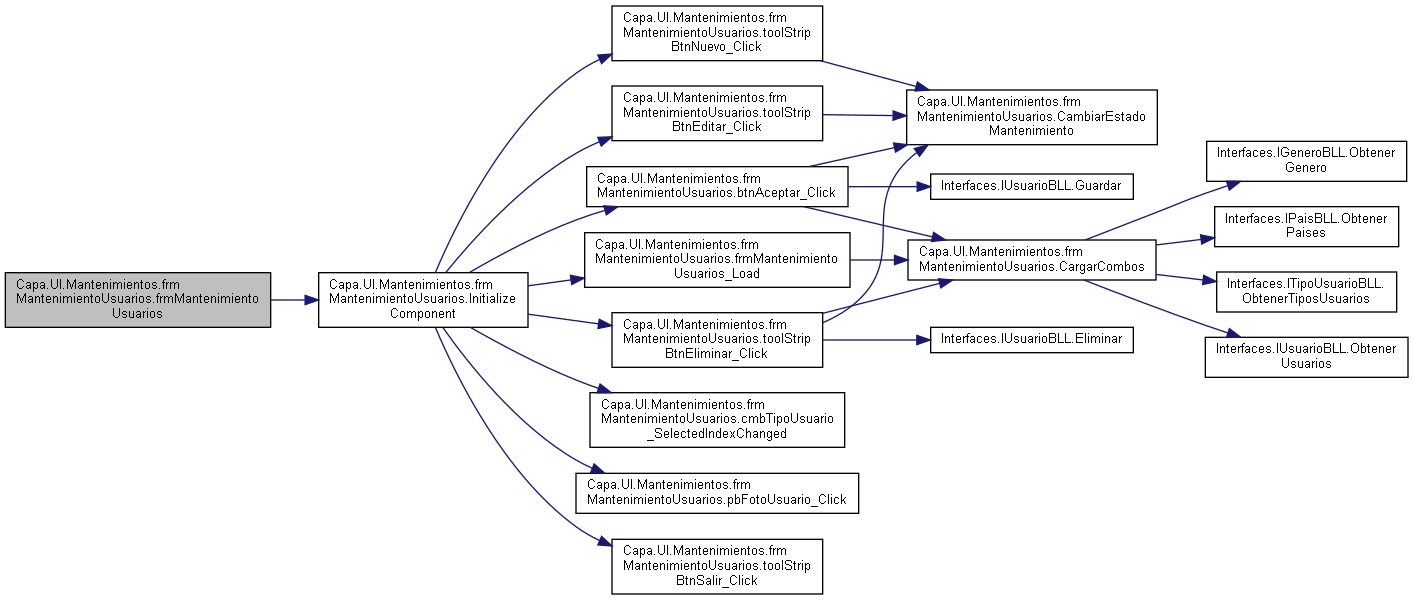 Capa.UI.Mantenimientos.frm
MantenimientoUsuarios.frmMantenimiento
Usuarios
Capa.UI.Mantenimientos.frm
MantenimientoUsuarios.Initialize
Component
Capa.UI.Mantenimientos.frm
MantenimientoUsuarios.toolStrip
BtnNuevo_Click
Capa.UI.Mantenimientos.frm
MantenimientoUsuarios.toolStrip
BtnEditar_Click
Capa.UI.Mantenimientos.frm
MantenimientoUsuarios.btnAceptar_Click
Capa.UI.Mantenimientos.frm
MantenimientoUsuarios.frmMantenimiento
Usuarios_Load
Capa.UI.Mantenimientos.frm
MantenimientoUsuarios.toolStrip
BtnEliminar_Click
Capa.UI.Mantenimientos.frm
MantenimientoUsuarios.cmbTipoUsuario
_SelectedIndexChanged
Capa.UI.Mantenimientos.frm
MantenimientoUsuarios.pbFotoUsuario_Click
Capa.UI.Mantenimientos.frm
MantenimientoUsuarios.toolStrip
BtnSalir_Click
Capa.UI.Mantenimientos.frm
MantenimientoUsuarios.CambiarEstado
Mantenimiento
Interfaces.IUsuarioBLL.Guardar
Capa.UI.Mantenimientos.frm
MantenimientoUsuarios.CargarCombos
Interfaces.IUsuarioBLL.Eliminar
Interfaces.IGeneroBLL.Obtener
Genero
Interfaces.IPaisBLL.Obtener
Paises
Interfaces.ITipoUsuarioBLL.
ObtenerTiposUsuarios
Interfaces.IUsuarioBLL.Obtener
Usuarios